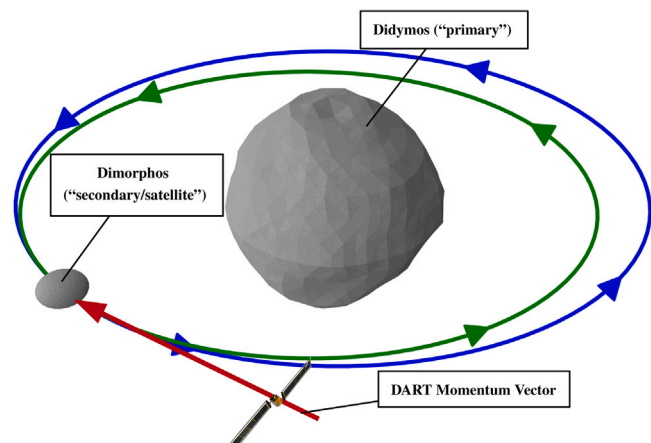 Didymos (“primary”)
Dimorphos
(“secondary/satellite”)
DART Momentum Vector